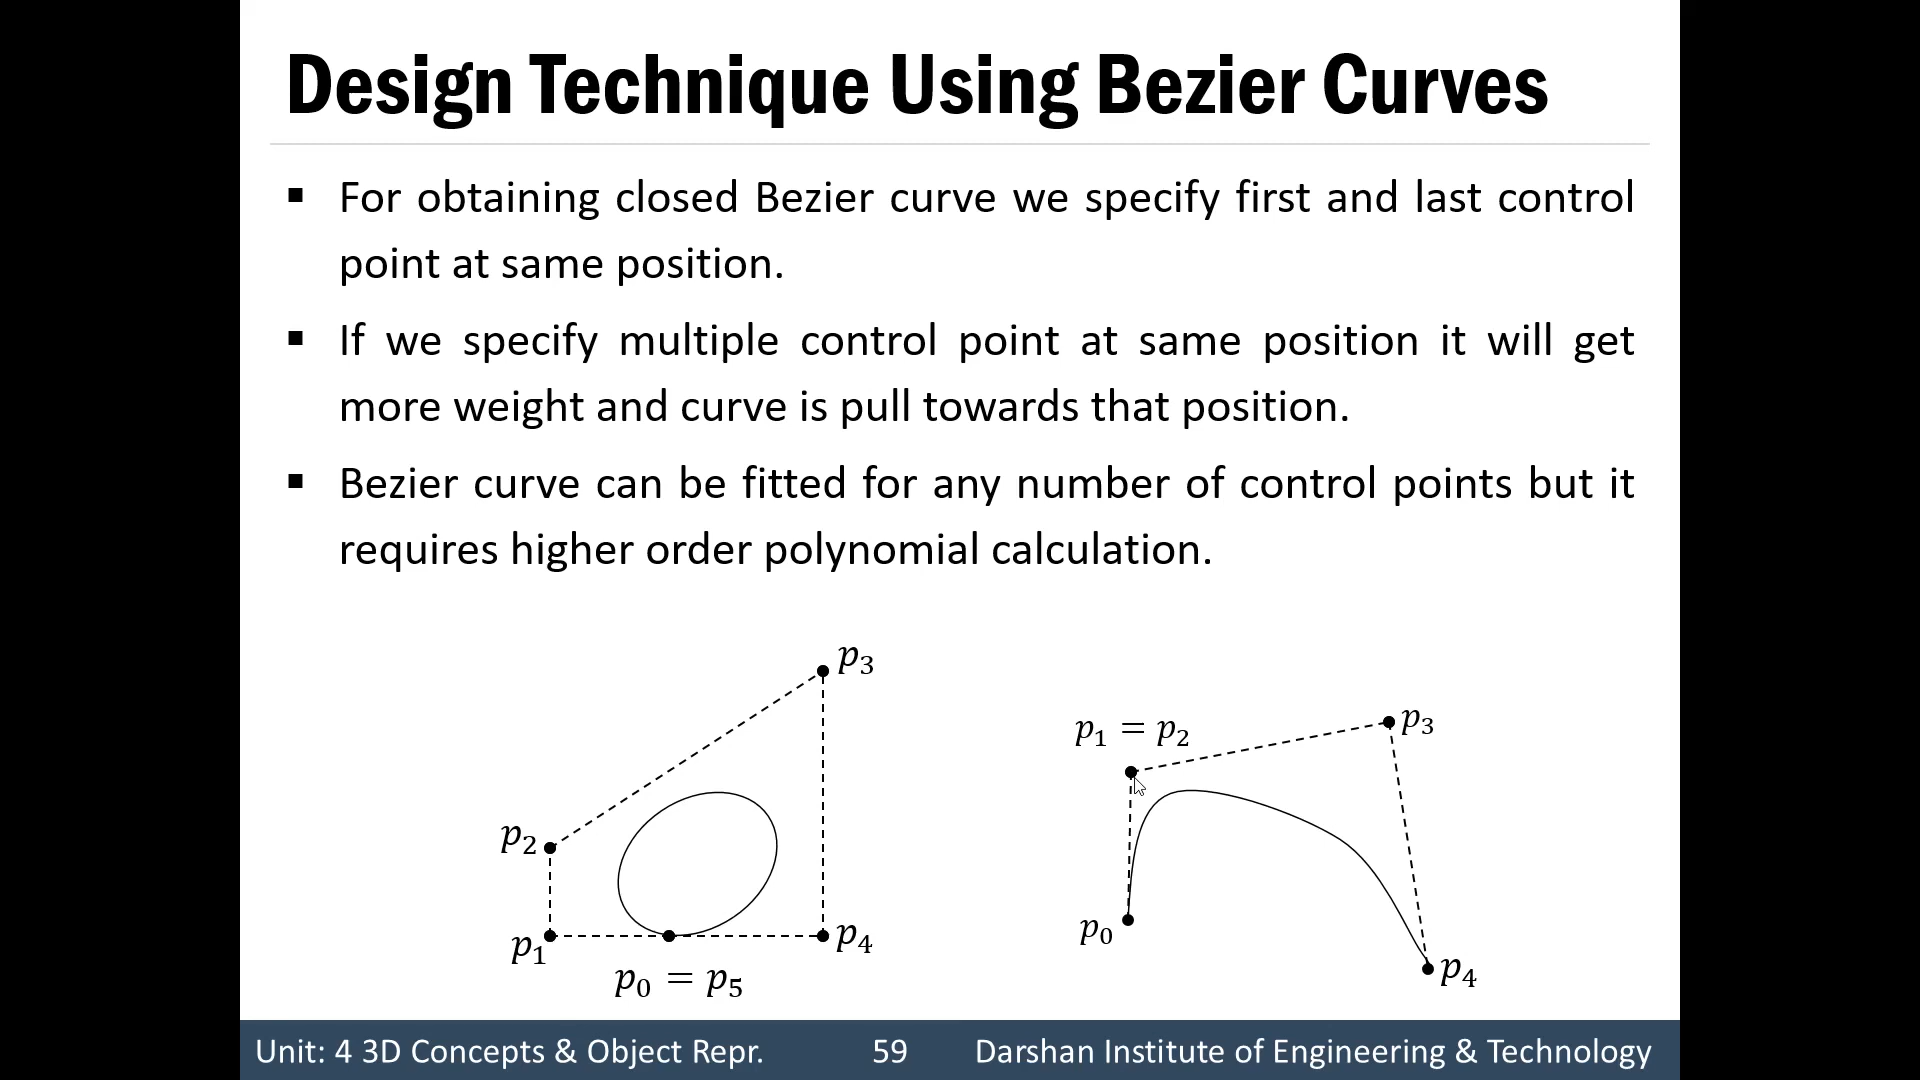 Design Technique Using Bezier Curves
▪ For obtaining closed Bezier curve we specify first and last control
point at same position.
▪ If we specify multiple control point at same position it will get
more weight and curve is pull towards that position.
▪ Bezier curve can be fitted for any number of control points but it
requires higher order polynomial calculation.
p₃
p₂
p₁
p₄
p₀ = p₅
p₁ = p₂
p₃
p₀
p₄
Unit: 4 3D Concepts & Object Repr. 59 Darshan Institute of Engineering & Technology